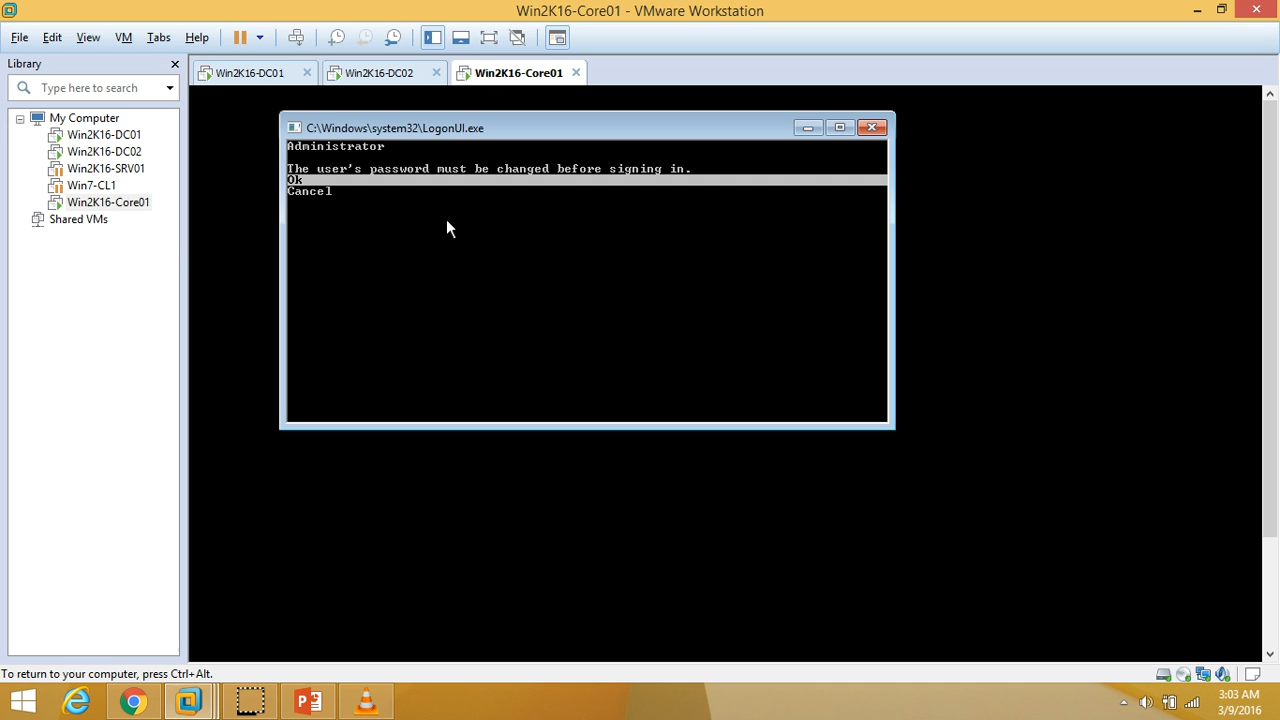 Win2K16-Core01 - VMware Workstation
File Edit View VM Tabs Help
Library
Type here to search
My Computer
Win2K16-DC01
Win2K16-DC02
Win2K16-SRV01
Win7-CL1
Win2K16-Core01
Shared VMs
Win2K16-DC01 Win2K16-DC02 Win2K16-Core01
C:\Windows\system32\LogonUI.exe
Administrator
The user's password must be changed before signing in.
Ok
Cancel
To return to your computer, press Ctrl+Alt.
3:03 AM
3/9/2016